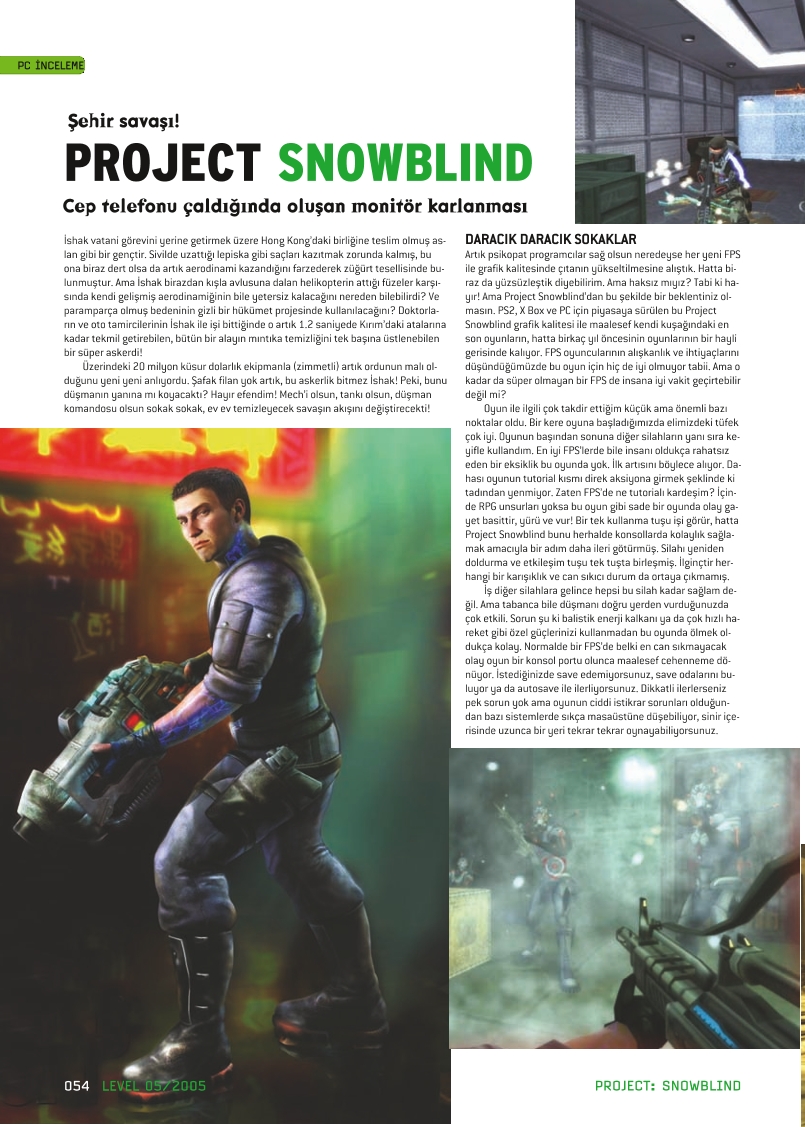 PC İNCELEME
Şehir savaşı!
PROJECT SNOWBLIND
Cep telefonu çaldığında oluşan monitör karlanması
İshak vatani görevini yerine getirmek üzere Hong Kong'daki birliğine teslim olmuş as-
lan gibi bir gençtir. Sivilde uzattığı lepiska gibi saçları kazıtmak zorunda kalmış, bu
ona biraz dert olsa da artık aerodinami kazandığını farzederek züğürt tesellisinde bu-
lunmuştur. Ama İshak birazdan kışla avlusuna dalan helikopterin attığı füzeler karşı-
sında kendi gelişmiş aerodinamiğinin bile yetersiz kalacağını nereden bilebilirdi? Ve
paramparça olmuş bedeninin gizli bir hükümet projesinde kullanılacağını? Doktorla-
rın ve oto tamircilerinin İshak ile işi bittiğinde o artık 1.2 saniyede Kırım'daki atalarına
kadar tekmil getirebilen, bütün bir alayın mıntıka temizliğini tek başına üstlenebilen
bir süper askerdi!
Üzerindeki 20 milyon küsur dolarlık ekipmanla (zimmetli) artık ordunun malı ol-
duğunu yeni yeni anlıyordu. Şafak filan yok artık, bu askerlik bitmez İshak! Peki, bunu
düşmanın yanına mı koyacaktı? Hayır efendim! Mech'i olsun, tankı olsun, düşman
komandosu olsun sokak sokak, ev ev temizleyecek savaşın akışını değiştirecekti!
DARACIK DARACIK SOKAKLAR
Artık psikopat programcılar sağ olsun neredeyse her yeni FPS
ile grafik kalitesinde çıtanın yükseltilmesine alıştık. Hatta bi-
raz da yüzsüzleştik diyebilirim. Ama haksız mıyız? Tabi ki ha-
yır! Ama Project Snowblind'dan bu şekilde bir beklentiniz ol-
masın. PS2, X Box ve PC için piyasaya sürülen bu Project
Snowblind grafik kalitesi ile maalesef kendi kuşağındaki en
son oyunların, hatta birkaç yıl öncesinin oyunlarının bir hayli
gerisinde kalıyor. FPS oyuncularının alışkanlık ve ihtiyaçlarını
düşündüğümüzde bu oyun için hiç de iyi olmuyor tabii. Ama o
kadar da süper olmayan bir FPS de insana iyi vakit geçirtebilir
değil mi?
Oyun ile ilgili çok takdir ettiğim küçük ama önemli bazı
noktalar oldu. Bir kere oyuna başladığımızda elimizdeki tüfek
çok iyi. Oyunun başından sonuna diğer silahların yanı sıra ke-
yifle kullandım. En iyi FPS'lerde bile insanı oldukça rahatsız
eden bir eksiklik bu oyunda yok. İlk artısını böylece alıyor. Da-
hası oyunun tutorial kısmı direk aksiyona girmek şeklinde ki
tadından yenmiyor. Zaten FPS'de ne tutorialı kardeşim? İçin-
de RPG unsurları yoksa bu oyun gibi sade bir oyunda olay ga-
yet basittir, yürü ve vur! Bir tek kullanma tuşu işi görür, hatta
Project Snowblind bunu herhalde konsollarda kolaylık sağla-
mak amacıyla bir adım daha ileri götürmüş. Silahı yeniden
doldurma ve etkileşim tuşu tek tuşta birleşmiş. İlginçtir her-
hangi bir karışıklık ve can sıkıcı durum da ortaya çıkmamış.
İş diğer silahlara gelince hepsi bu silah kadar sağlam de-
ğil. Ama tabanca bile düşmanı doğru yerden vurduğunuzda
çok etkili. Sorun şu ki balistik enerji kalkanı ya da çok hızlı ha-
reket gibi özel güçlerinizi kullanmadan bu oyunda ölmek ol-
dukça kolay. Normalde bir FPS'de belki en can sıkmayacak
olay oyun bir konsol portu olunca maalesef cehenneme dö-
nüyor. İstediğinizde save edemiyorsunuz, save odalarını bu-
luyor ya da autosave ile ilerliyorsunuz. Dikkatli ilerlerseniz
pek sorun yok ama oyunun ciddi istikrar sorunları olduğun-
dan bazı sistemlerde sıkça masaüstüne düşebiliyor, sinir içe-
risinde uzunca bir yeri tekrar tekrar oynayabiliyorsunuz.
054 LEVEL 05/2005
PROJECT: SNOWBLIND